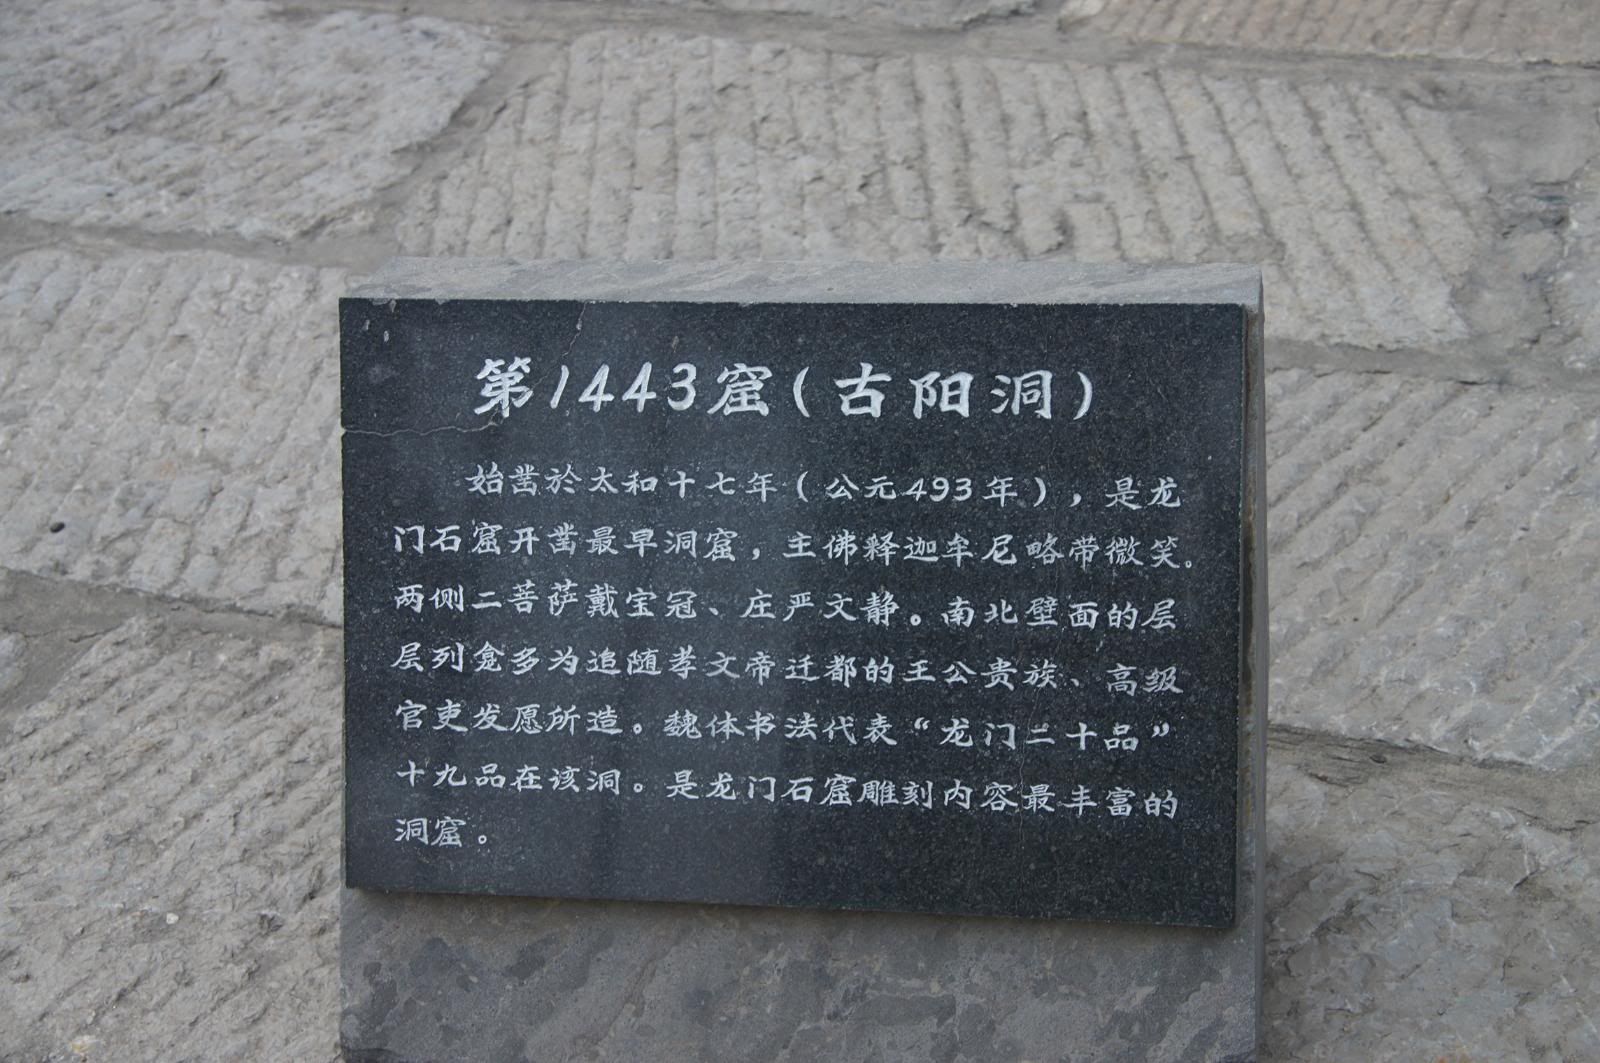 第1443窟(古阳洞)
始凿於太和十七年(公元493年),是龙
门石窟开凿最早洞窟,主佛释迦牟尼略带微笑。
两侧二菩萨戴宝冠、庄严文静。南北壁面的层
层列龛多为追随孝文帝迁都的王公贵族、高级
官吏发愿所造。魏体书法代表“龙门二十品”
十九品在该洞。是龙门石窟雕刻内容最丰富的
洞窟。